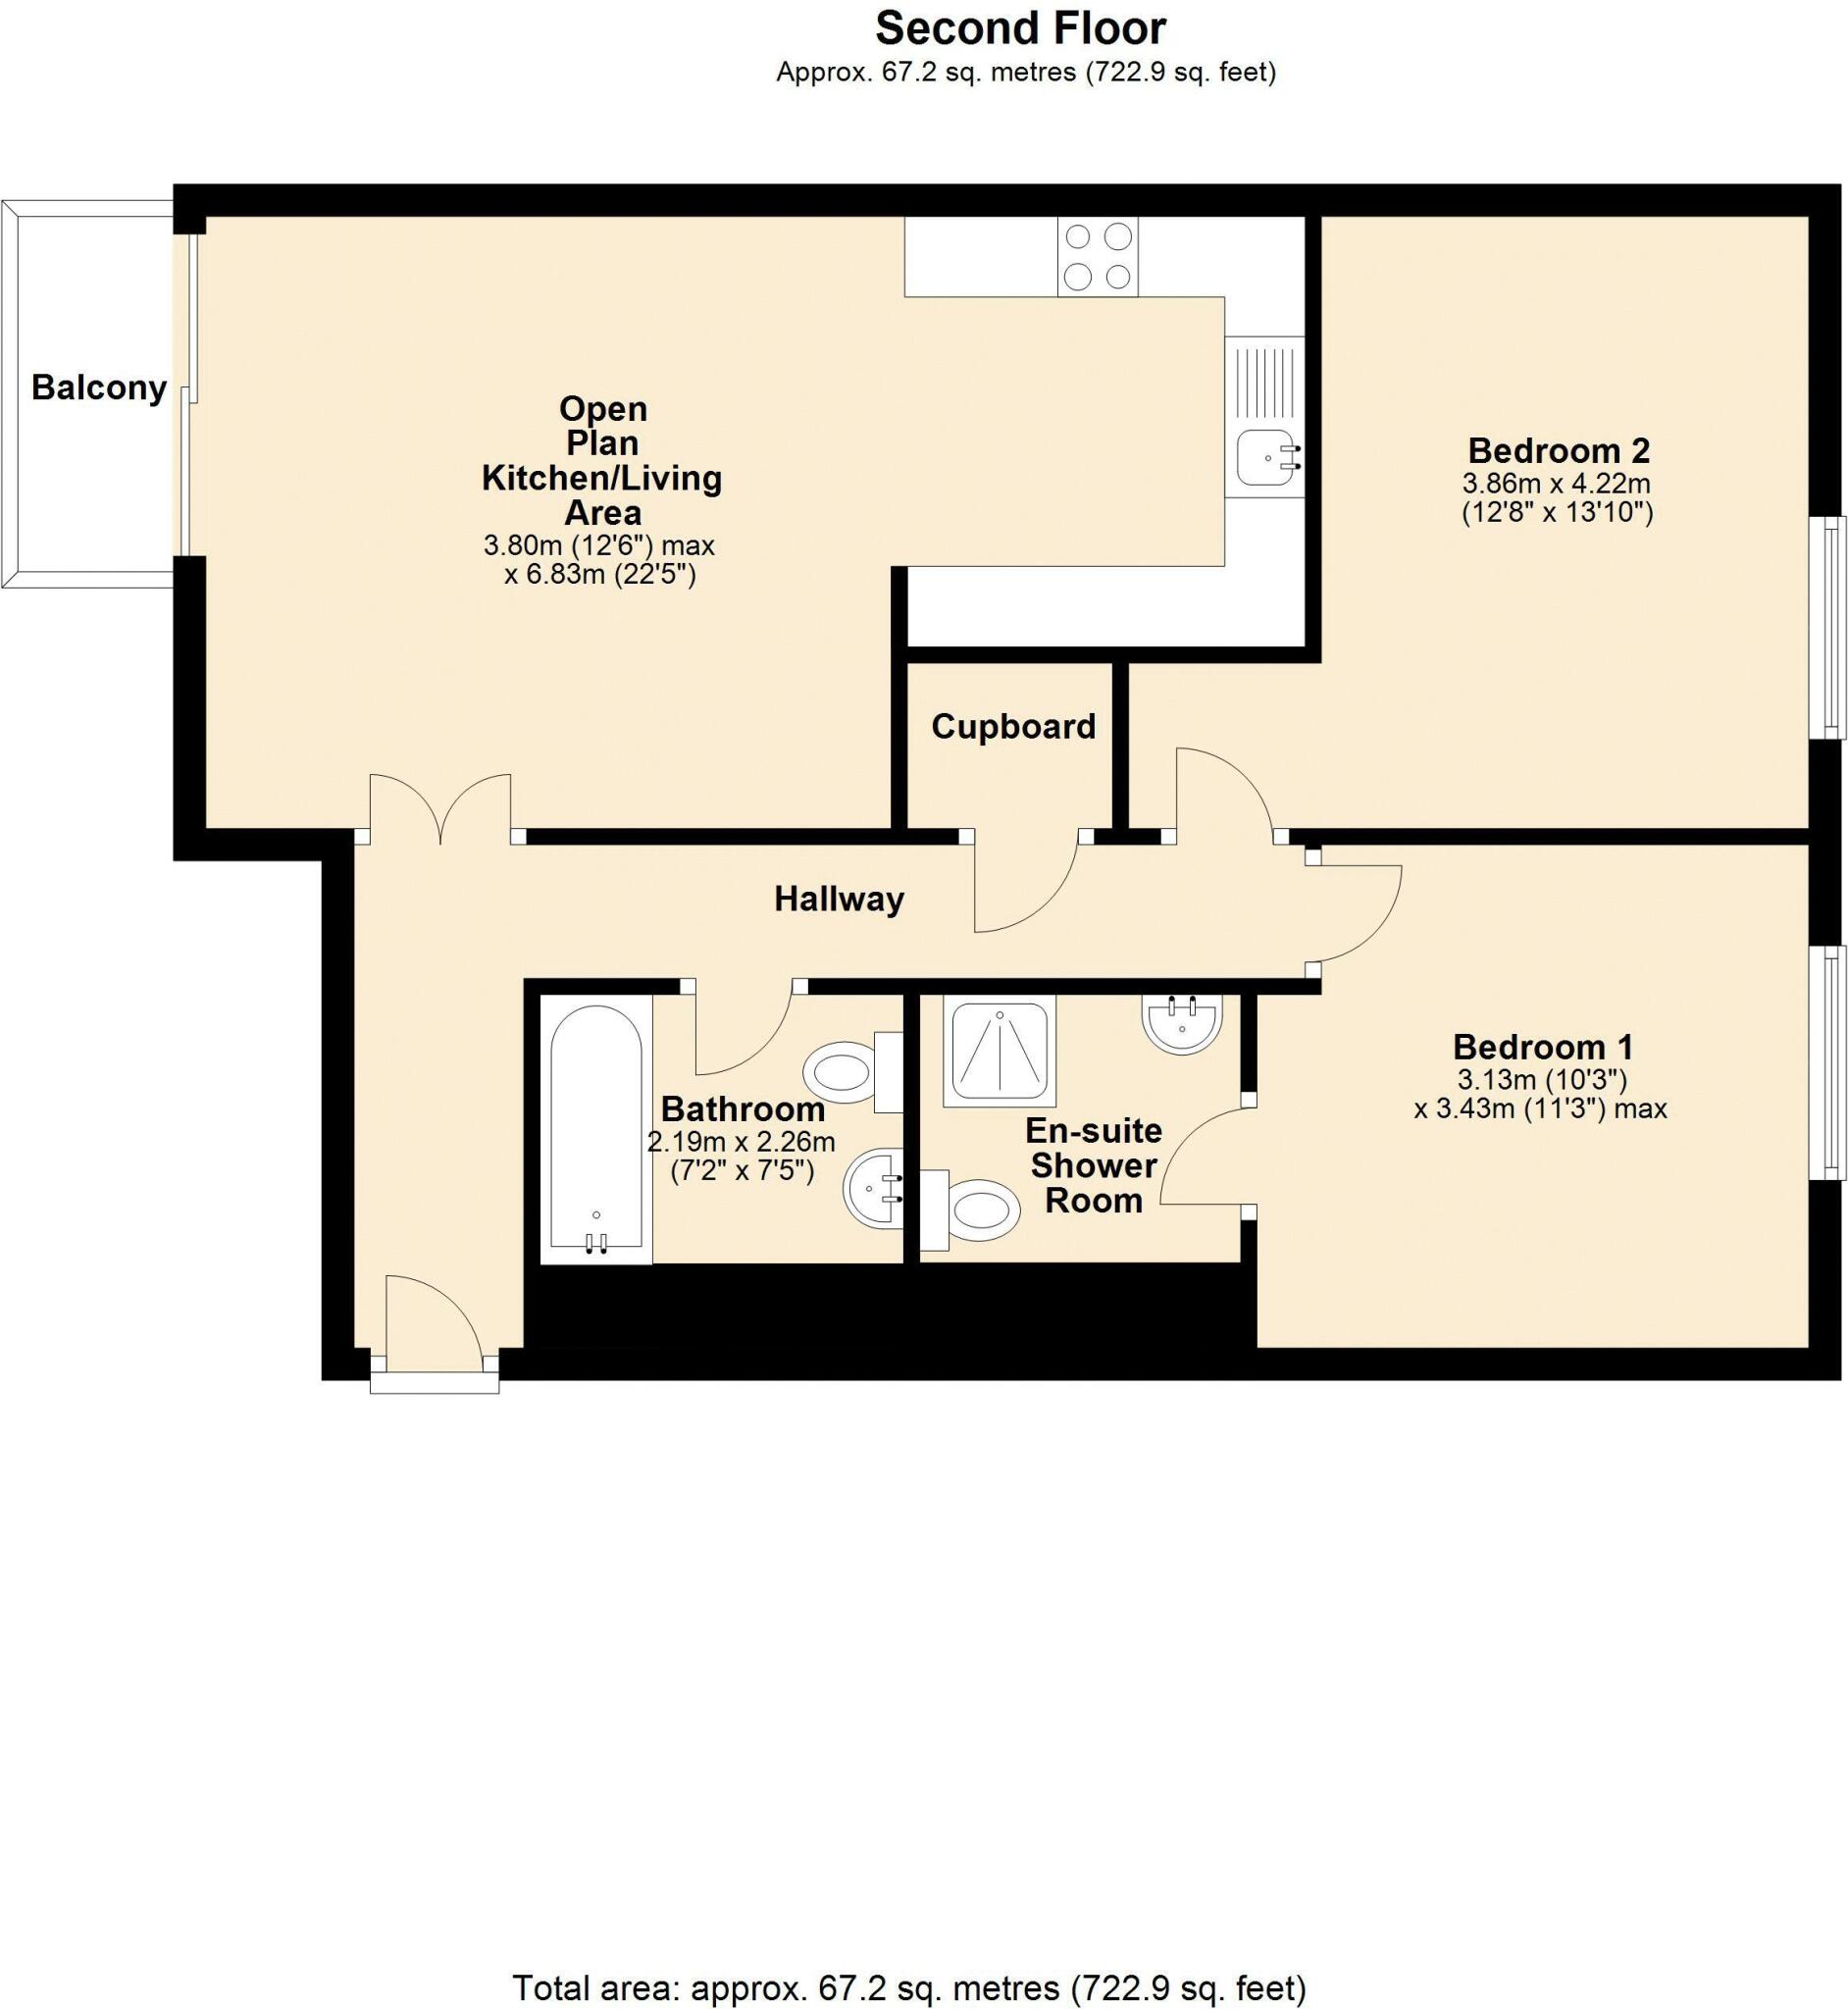 Second Floor
Approx. 67.2 sq. metres (722.9 sq. feet)
Balcony
Open
Plan
Kitchen/Living
Area
3.80m (12'6") max
x 6.83m (22'5")
Bedroom 2
3.86m x 4.22m
(12'8" x 13'10")
Cupboard
Hallway
Bathroom
2.19m x 2.26m
(7'2" x 7'5")
En-suite
Shower
Room
Bedroom 1
3.13m (10'3")
x 3.43m (11'3") max
Total area: approx. 67.2 sq. metres (722.9 sq. feet)